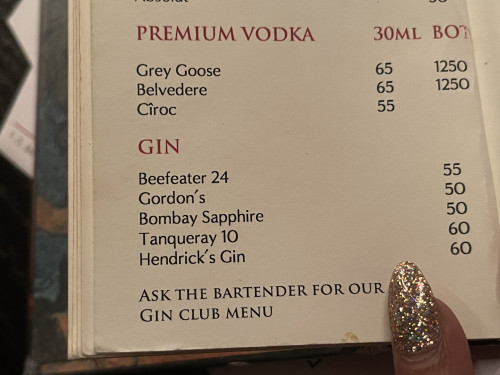 PREMIUM VODKA 30ML
Grey Goose 65 1250
Belvedere 65 1250
Cîroc 55
GIN
Beefeater 24 55
Gordon's 50
Bombay Sapphire 50
Tanqueray 10 60
Hendrick's Gin 60
ASK THE BARTENDER FOR OUR
GIN CLUB MENU